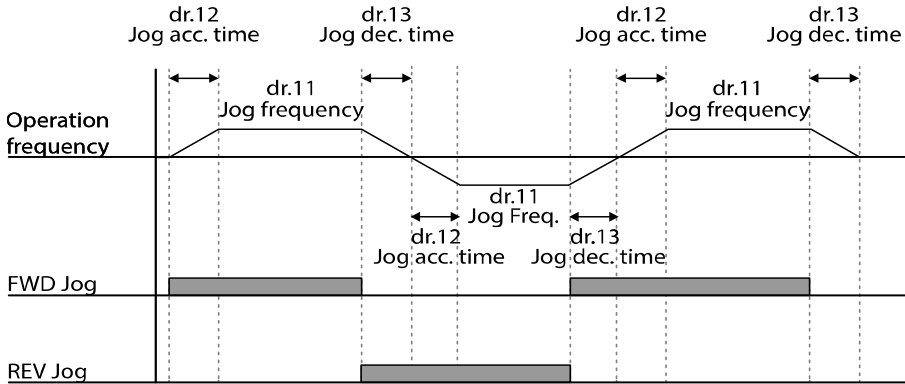 dr.12
Jog acc. time
dr.13
Jog dec. time
dr.12
Jog acc. time
dr.13
Jog dec. time
dr.11
Jog frequency
dr.11
Jog frequency
Operation
frequency
dr.11
Jog Freq.
dr.12
Jog acc. time
dr.13
Jog dec. time
FWD Jog
REV Jog